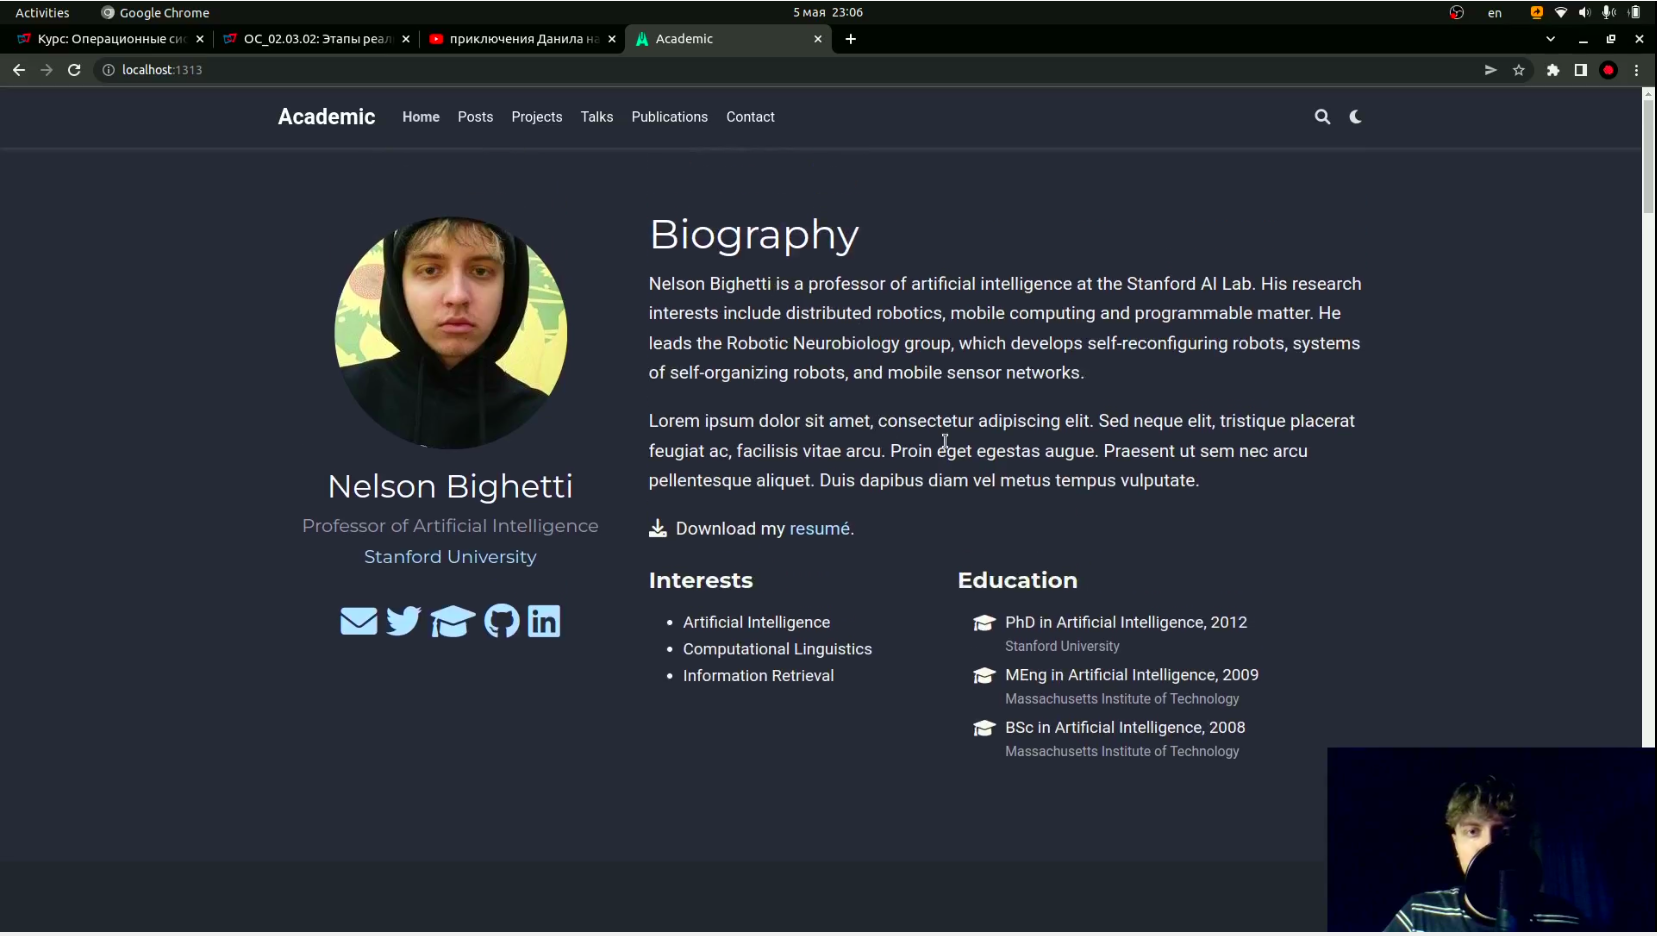 Activities
Google Chrome
5 мая 23:06
en
Курс: Операционные сис
ОС_02.03.02: Этапы реал
приключения Данила на
Academic
localhost:1313
Academic
Home
Posts
Projects
Talks
Publications
Contact
Biography
Nelson Bighetti is a professor of artificial intelligence at the Stanford AI Lab. His research
interests include distributed robotics, mobile computing and programmable matter. He
leads the Robotic Neurobiology group, which develops self-reconfiguring robots, systems
of self-organizing robots, and mobile sensor networks.
Lorem ipsum dolor sit amet, consectetur adipiscing elit. Sed neque elit, tristique placerat
feugiat ac, facilisis vitae arcu. Proin eget egestas augue. Praesent ut sem nec arcu
pellentesque aliquet. Duis dapibus diam vel metus tempus vulputate.
Download my resumé.
Nelson Bighetti
Professor of Artificial Intelligence
Stanford University
Interests
Artificial Intelligence
Computational Linguistics
Information Retrieval
Education
PhD in Artificial Intelligence, 2012
Stanford University
MEng in Artificial Intelligence, 2009
Massachusetts Institute of Technology
BSc in Artificial Intelligence, 2008
Massachusetts Institute of Technology